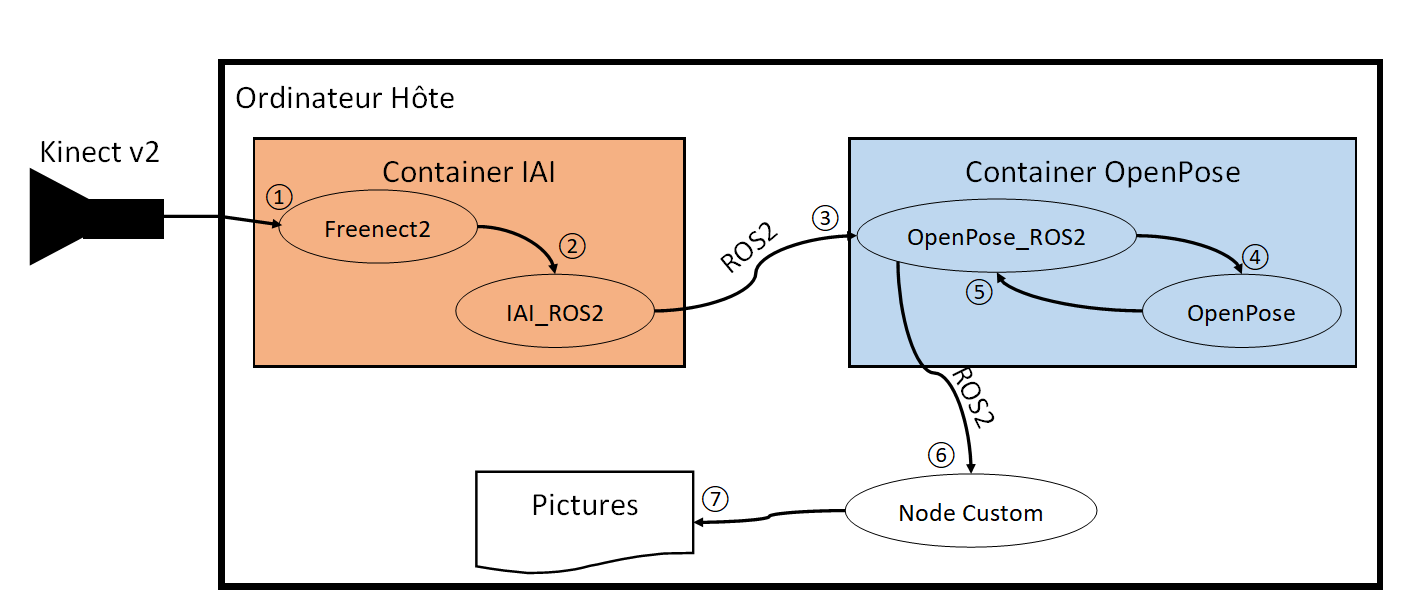 Ordinateur Hôte
Kinect v2
Container IAI
Container OpenPose
①
Freenect2
②
IAI_ROS2
ROS2
③
OpenPose_ROS2
④
⑤
OpenPose
ROS2
⑥
Node Custom
⑦
Pictures